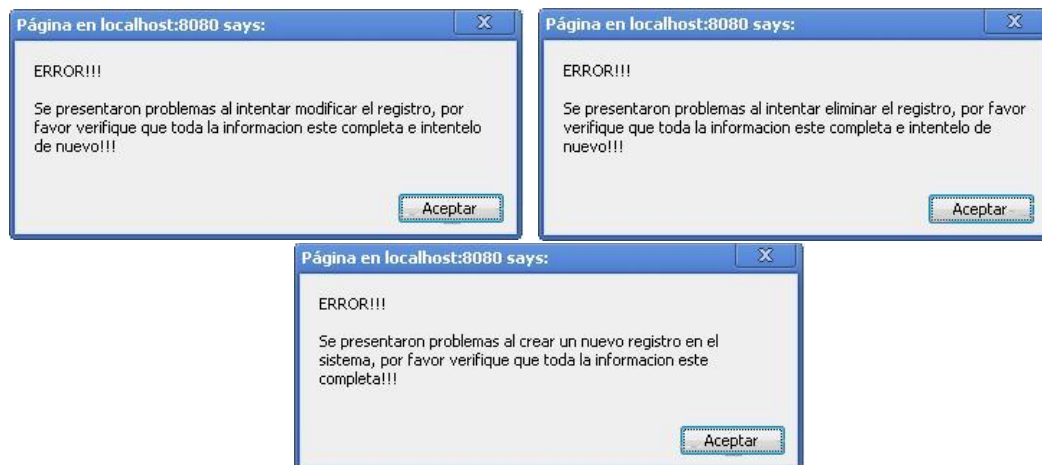 Página en localhost:8080 says:
ERROR!!!
Se presentaron problemas al intentar modificar el registro, por
favor verifique que toda la informacion este completa e intentelo
de nuevo!!!
Aceptar
Página en localhost:8080 says:
ERROR!!!
Se presentaron problemas al intentar eliminar el registro, por favor
verifique que toda la informacion este completa e intentelo de
nuevo!!!
Aceptar
Página en localhost:8080 says:
ERROR!!!
Se presentaron problemas al crear un nuevo registro en el
sistema, por favor verifique que toda la informacion este
completa!!!
Aceptar